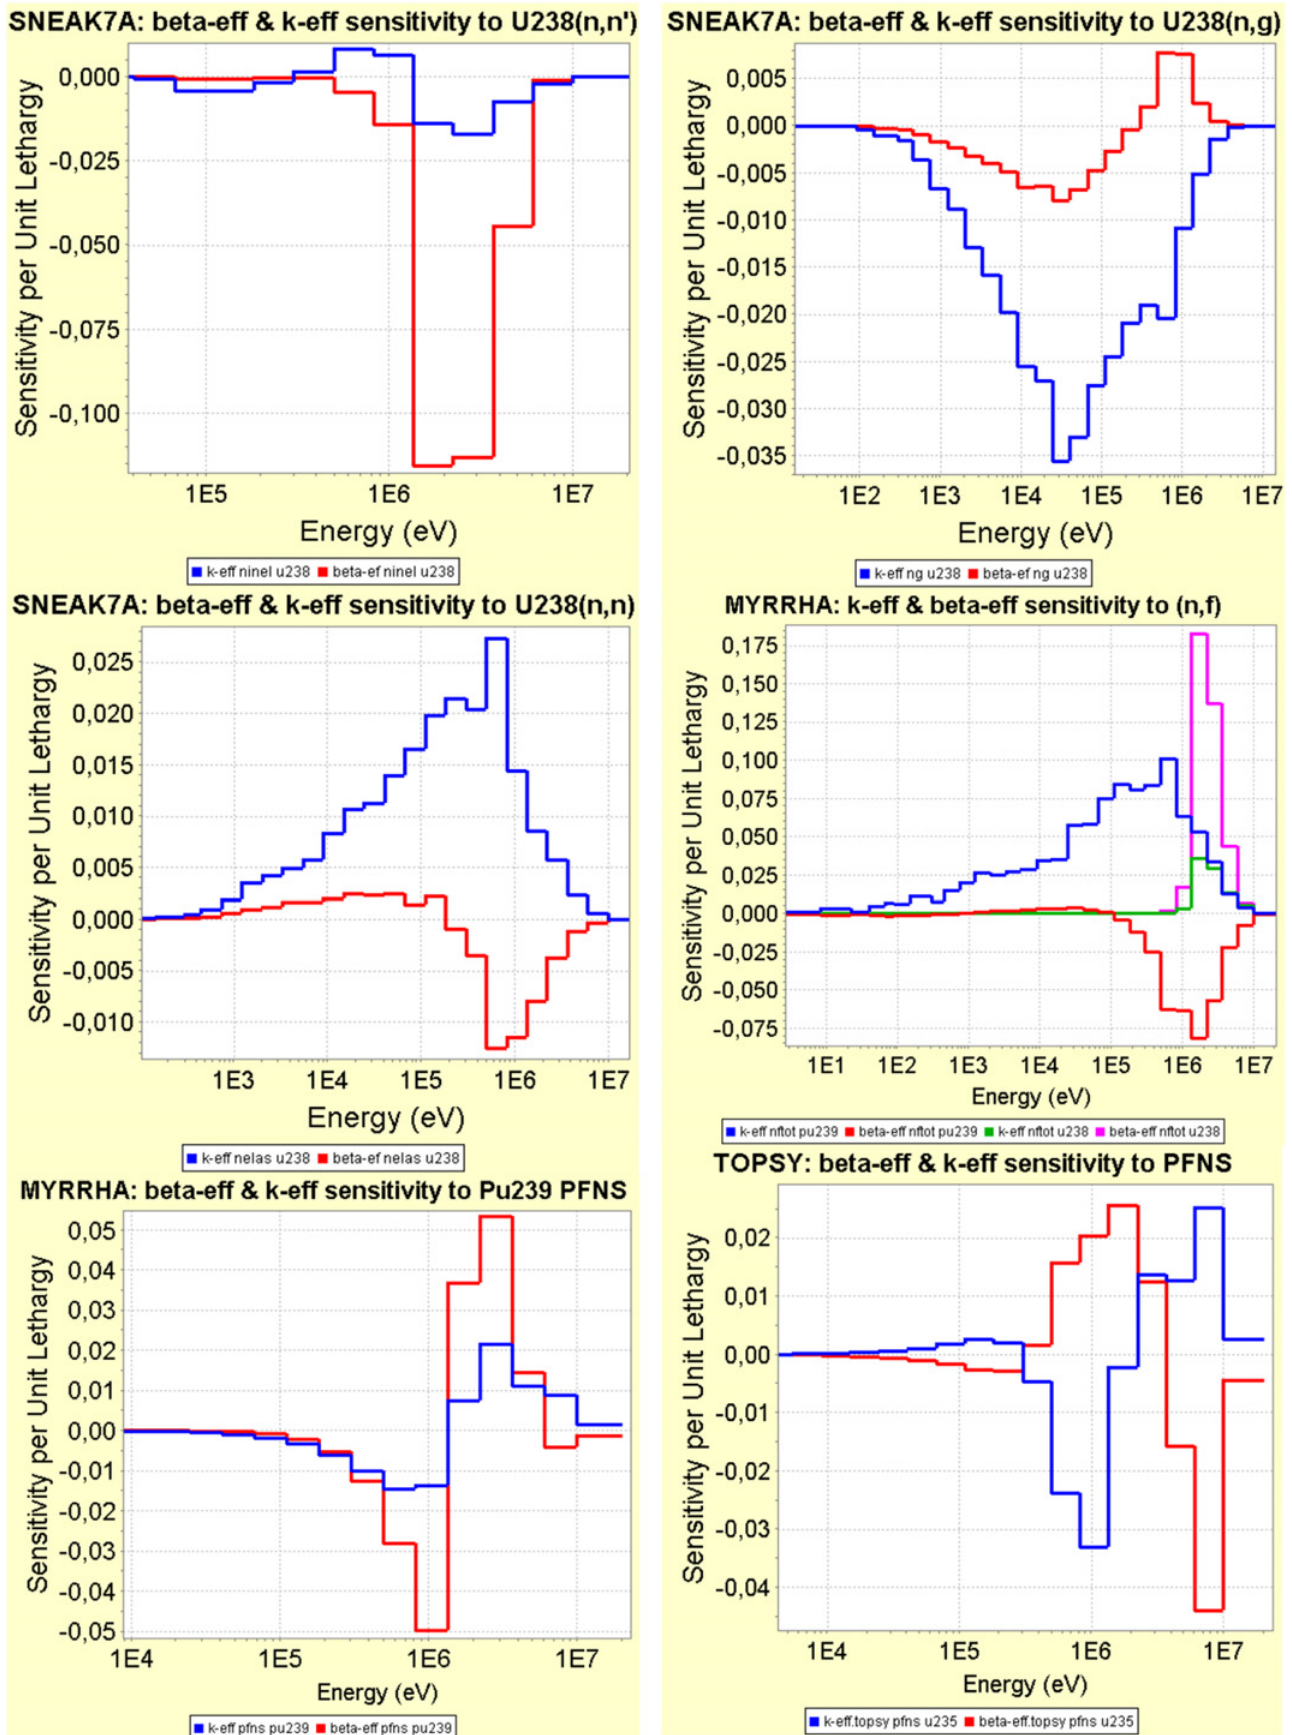 SNEAK7A: beta-eff & k-eff sensitivity to U238(n,n')
Sensitivity per Unit Lethargy
0,000
-0,025
-0,050
-0,075
-0,100
1E5 1E6 1E7
Energy (eV)
k-eff ninel u238 beta-ef ninel u238
SNEAK7A: beta-eff & k-eff sensitivity to U238(n,g)
Sensitivity per Unit Lethargy
0,005
0,000
-0,005
-0,010
-0,015
-0,020
-0,025
-0,030
-0,035
1E2 1E3 1E4 1E5 1E6 1E7
Energy (eV)
k-eff ng u238 beta-ef ng u238
SNEAK7A: beta-eff & k-eff sensitivity to U238(n,n)
Sensitivity per Unit Lethargy
0,025
0,020
0,015
0,010
0,005
0,000
-0,005
-0,010
1E3 1E4 1E5 1E6 1E7
Energy (eV)
k-eff nelas u238 beta-ef nelas u238
MYRRHA: k-eff & beta-eff sensitivity to (n,f)
Sensitivity per Unit Lethargy
0,175
0,150
0,125
0,100
0,075
0,050
0,025
0,000
-0,025
-0,050
-0,075
1E1 1E2 1E3 1E4 1E5 1E6 1E7
Energy (eV)
k-eff nftot pu239 beta-eff nftot pu239 k-eff nftot u238 beta-eff nftot u238
MYRRHA: beta-eff & k-eff sensitivity to Pu239 PFNS
Sensitivity per Unit Lethargy
0,05
0,04
0,03
0,02
0,01
0,00
-0,01
-0,02
-0,03
-0,04
-0,05
1E4 1E5 1E6 1E7
Energy (eV)
k-eff pfns pu239 beta-eff pfns pu239
TOPSY: beta-eff & k-eff sensitivity to PFNS
Sensitivity per Unit Lethargy
0,02
0,01
0,00
-0,01
-0,02
-0,03
-0,04
1E4 1E5 1E6 1E7
Energy (eV)
k-eff.topsy pfns u235 beta-eff.topsy pfns u235